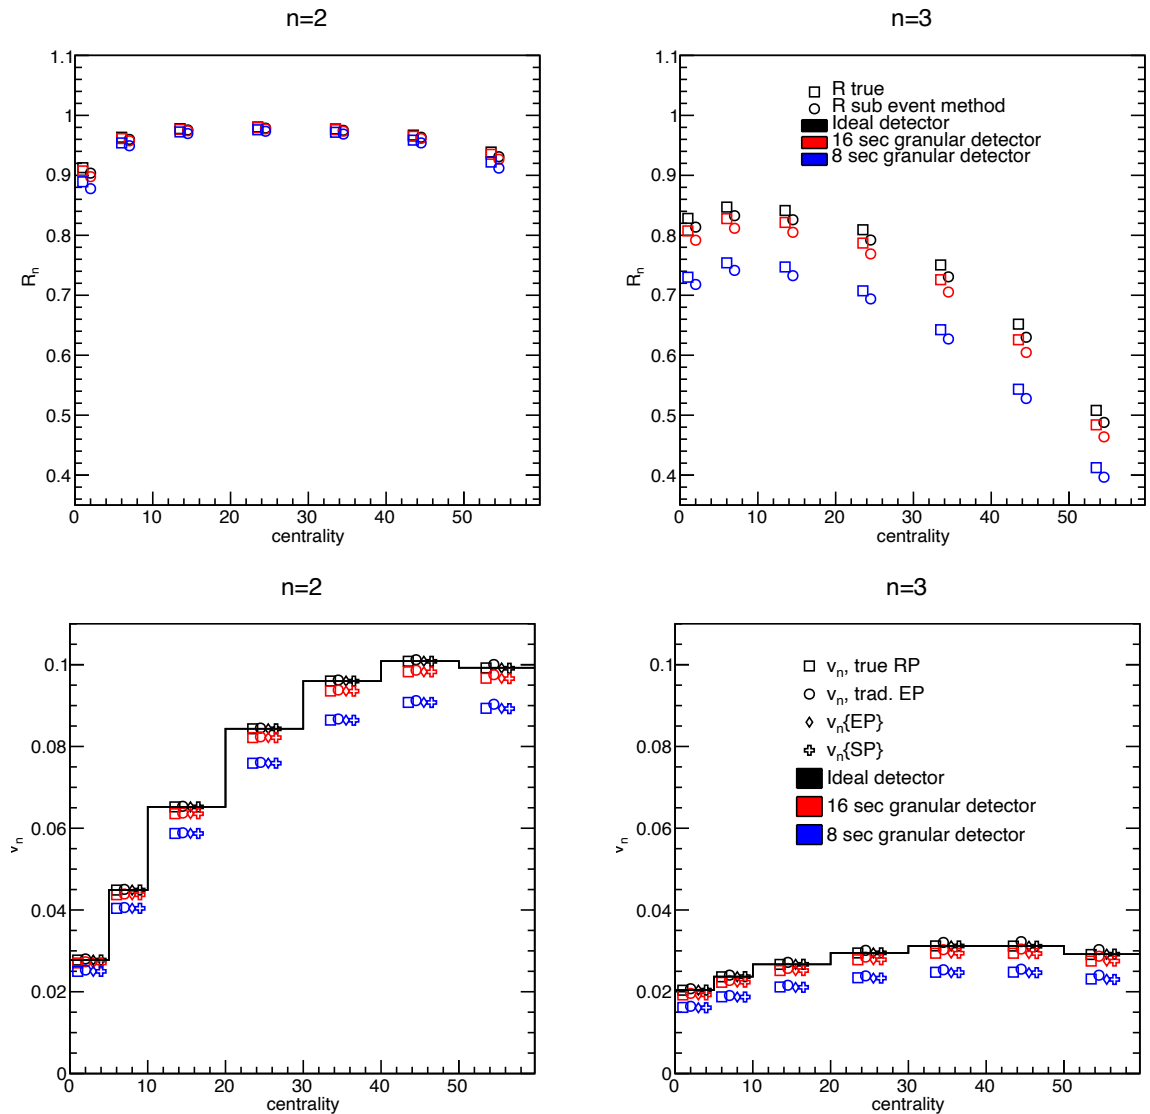 n=2
1.1
1
0.9
0.8
0.7
0.6
0.5
0.4
Rn
0 10 20 30 40 50
centrality
n=3
1.1
1
0.9
0.8
0.7
0.6
0.5
0.4
Rn
R true
R sub event method
Ideal detector
16 sec granular detector
8 sec granular detector
0 10 20 30 40 50
centrality
n=2
0.1
0.08
0.06
0.04
0.02
0
vn
0 10 20 30 40 50
centrality
n=3
0.1
0.08
0.06
0.04
0.02
0
vn
vn, true RP
vn, trad. EP
vn{EP}
vn{SP}
Ideal detector
16 sec granular detector
8 sec granular detector
0 10 20 30 40 50
centrality